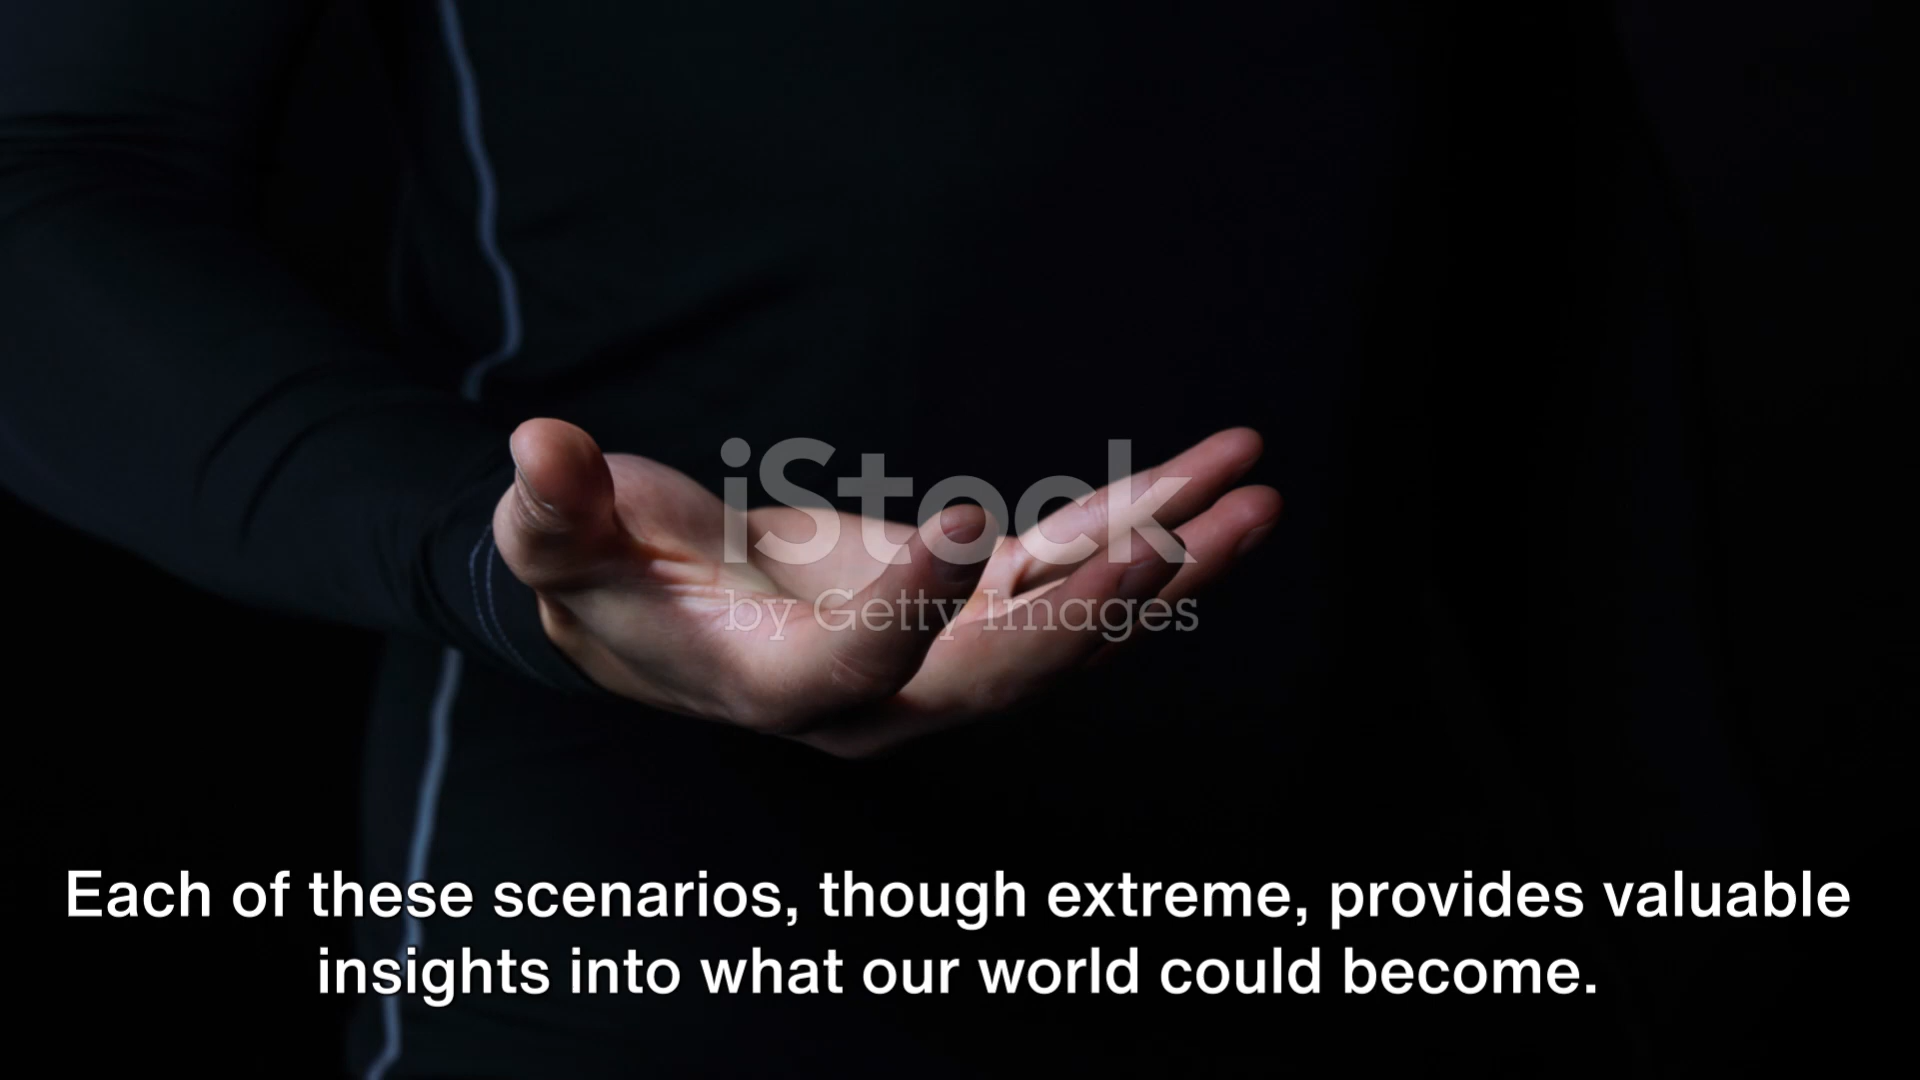 iStock
by Getty Images
Each of these scenarios, though extreme, provides valuable
insights into what our world could become.